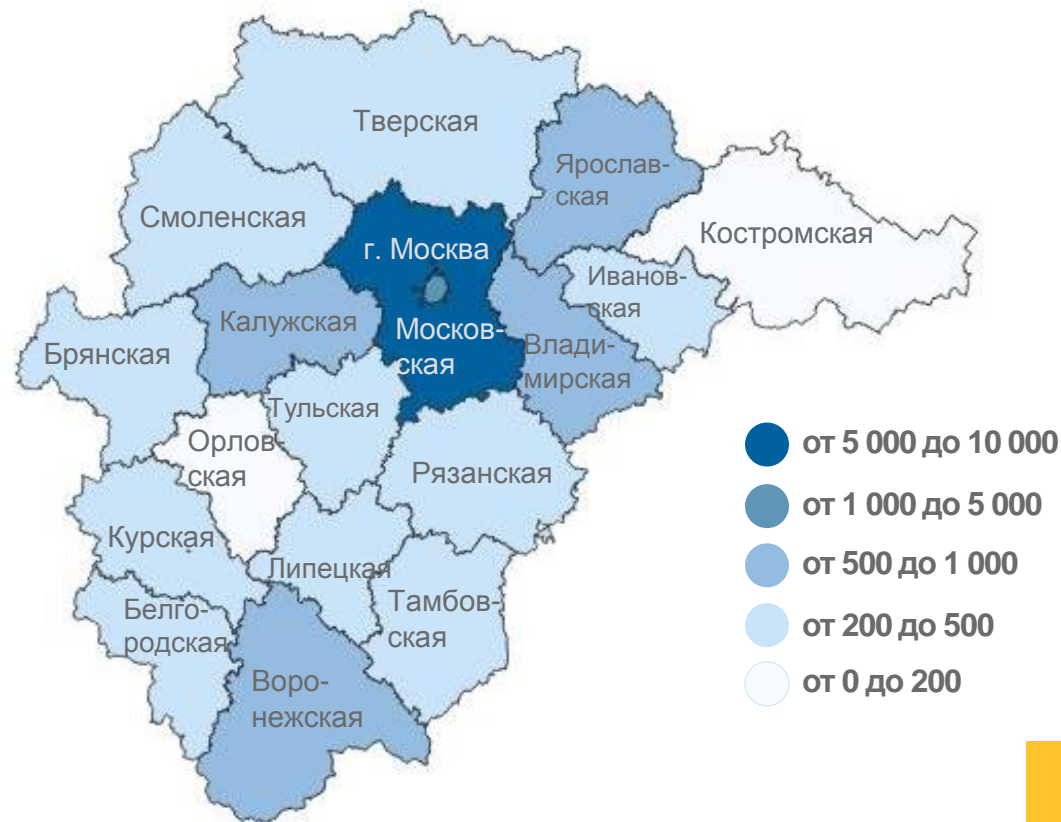 Тверская
Ярослав-
ская
Смоленская
Костромская
г. Москва
Иванов-
ская
Калужская
Москов-
ская
Влади-
мирская
Брянская
Тульская
Орлов-
ская
Рязанская
Курская
Липецкая
Тамбов-
ская
Белго-
родская
Воро-
нежская
от 5 000 до 10 000
от 1 000 до 5 000
от 500 до 1 000
от 200 до 500
от 0 до 200